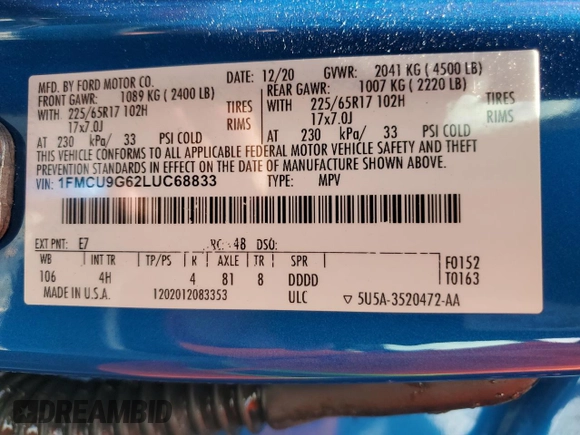 MFD. BY FORD MOTOR CO.
DATE: 12/20 GVWR: 2041 KG ( 4500 LB)
FRONT GAWR: 1089 KG ( 2400 LB) REAR GAWR: 1007 KG ( 2220 LB)
WITH 225/65R17 102H TIRES WITH 225/65R17 102H TIRES
17x7.0J RIMS 17x7.0J RIMS
AT 230 kPa/ 33 PSI COLD AT 230 kPa/ 33 PSI COLD
THIS VEHICLE CONFORMS TO ALL APPLICABLE FEDERAL MOTOR VEHICLE SAFETY AND THEFT
PREVENTION STANDARDS IN EFFECT ON THE DATE OF MANUFACTURE SHOWN ABOVE.
VIN: 1FMCU9G62LUC68833 TYPE: MPV
EXT PNT: E7 RC: 48 DSO:
WB INT TR TP/PS R AXLE TR SPR F0152
106 4H 4 81 8 DDDD T0163
MADE IN U.S.A. 1202012083353 ULC ▽ 5U5A-3520472-AA
DREAMBID